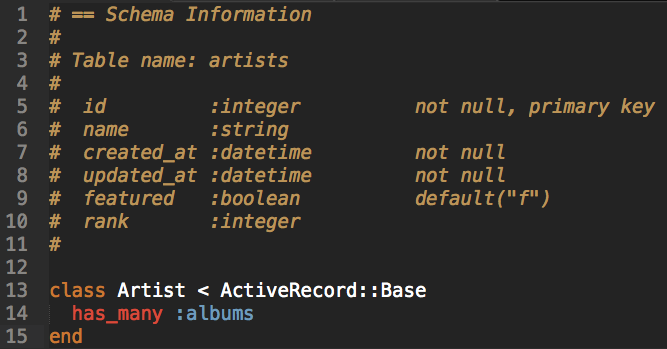 1 # == Schema Information
2 #
3 # Table name: artists
4 #
5 #  id         :integer          not null, primary key
6 #  name       :string
7 #  created_at :datetime         not null
8 #  updated_at :datetime         not null
9 #  featured   :boolean          default("f")
10 #  rank       :integer
11 #
12
13 class Artist < ActiveRecord::Base
14   has_many :albums
15 end